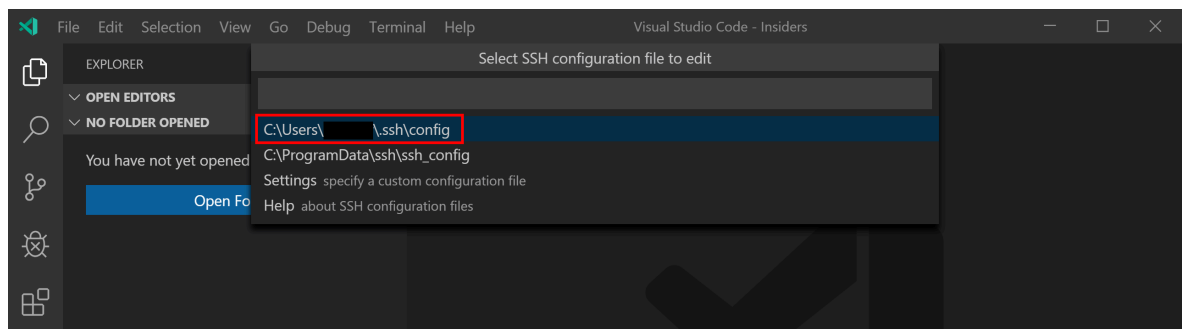 File Edit Selection View Go Debug Terminal Help Visual Studio Code - Insiders
Select SSH configuration file to edit
EXPLORER
OPEN EDITORS
NO FOLDER OPENED
You have not yet opened
Open Fo
C:\Users\ \.ssh\config
C:\ProgramData\ssh\ssh_config
Settings specify a custom configuration file
Help about SSH configuration files